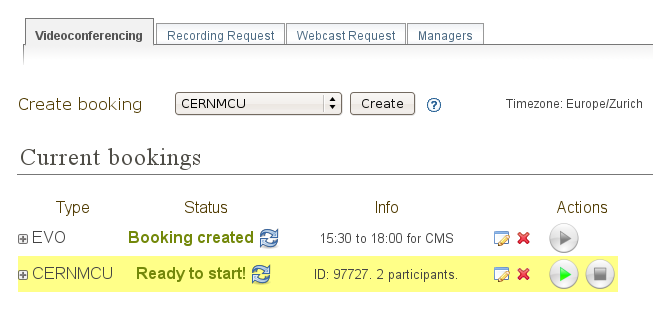 Videoconferencing Recording Request Webcast Request Managers
Create booking CERNMCU Create ? Timezone: Europe/Zurich
Current bookings
Type Status Info Actions
EVO Booking created 15:30 to 18:00 for CMS
CERNMCU Ready to start! ID: 97727. 2 participants.